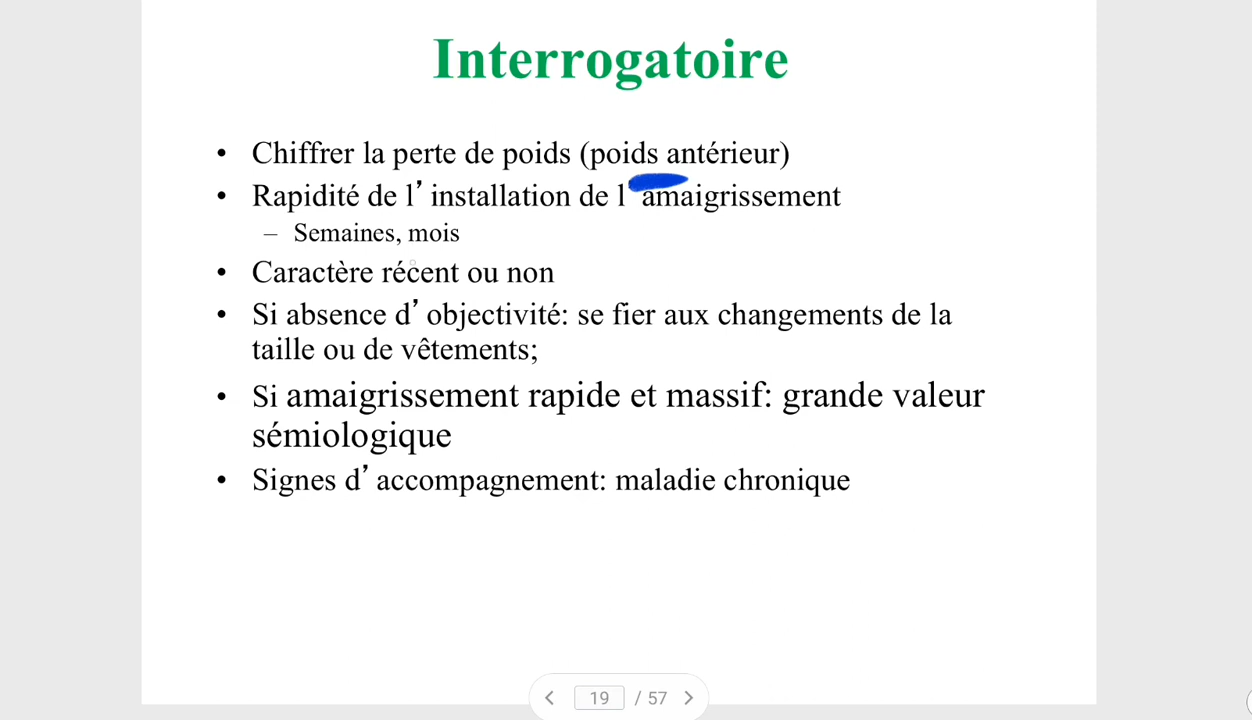 Interrogatoire
• Chiffrer la perte de poids (poids antérieur)
• Rapidité de l’ installation de l’ amaigrissement
– Semaines, mois
• Caractère récent ou non
• Si absence d’ objectivité: se fier aux changements de la
taille ou de vêtements;
• Si amaigrissement rapide et massif: grande valeur
sémiologique
• Signes d’ accompagnement: maladie chronique
19 / 57